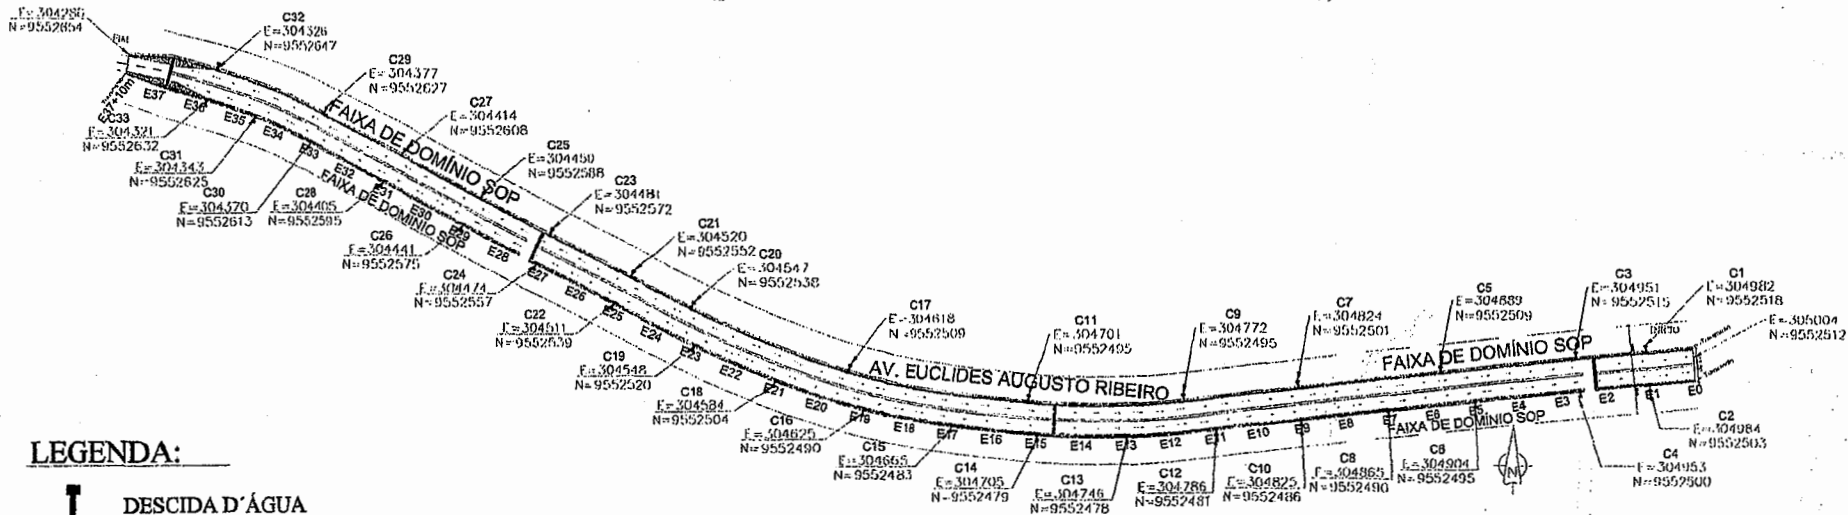 E=304286
N=9552654
C32
E=304326
N=9552647
C29
E=304377
N=9552627
C27
E=304414
N=9552608
C25
E=304450
N=9552588
C23
E=304481
N=9552572
C21
E=304520
N=9552552
C20
E=304547
N=9552538
C17
E=304618
N=9552509
C11
E=304701
N=9552495
C9
E=304772
N=9552495
C7
E=304824
N=9552501
C5
E=304889
N=9552509
C3
E=304951
N=9552515
C1
E=304982
N=9552518
E=305004
N=9552512
FAIXA DE DOMÍNIO SOP
FAIXA DE DOMÍNIO SOP
AV. EUCLIDES AUGUSTO RIBEIRO
FAIXA DE DOMÍNIO SOP
FAIXA DE DOMÍNIO SOP
E37+10m
E37
E36
E35
E34
E33
E32
E31
E30
E29
E28
E27
E26
E25
E24
E23
E22
E21
E20
E19
E18
E17
E16
E15
E14
E13
E12
E11
E10
E9
E8
E7
E6
E5
E4
E3
E2
E1
E0
C33
E=304321
N=9552632
C31
E=304343
N=9552625
C30
E=304370
N=9552613
C28
E=304405
N=9552595
C26
E=304441
N=9552575
C24
E=304474
N=9552557
C22
E=304511
N=9552539
C19
E=304548
N=9552520
C18
E=304584
N=9552504
C16
E=304625
N=9552490
C15
E=304665
N=9552483
C14
E=304705
N=9552479
C13
E=304746
N=9552478
C12
E=304786
N=9552481
C10
E=304825
N=9552486
C8
E=304865
N=9552490
C6
E=304904
N=9552495
C4
E=304953
N=9552500
C2
E=304984
N=9552503
N
LEGENDA:
DESCIDA D'ÁGUA